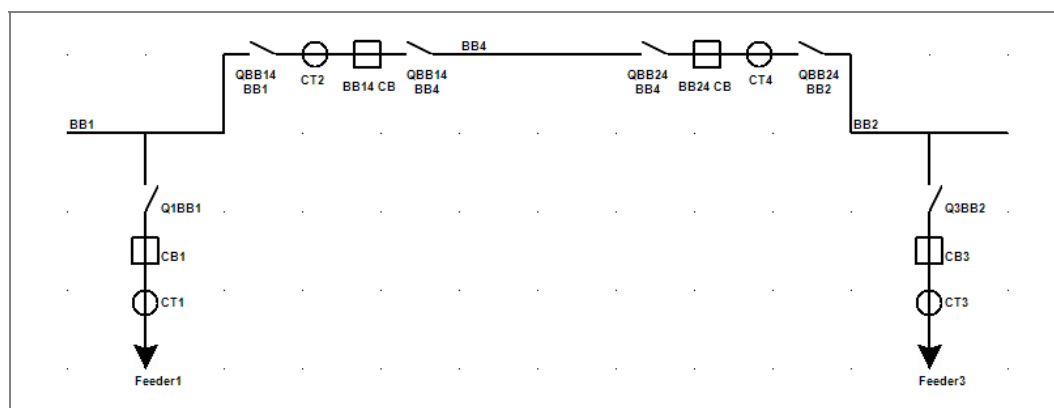 BB4
QBB14
BB1
CT2
BB14 CB
QBB14
BB4
QBB24
BB4
BB24 CB
CT4
QBB24
BB2
BB1
BB2
Q1BB1
Q3BB2
CB1
CB3
CT1
CT3
Feeder1
Feeder3